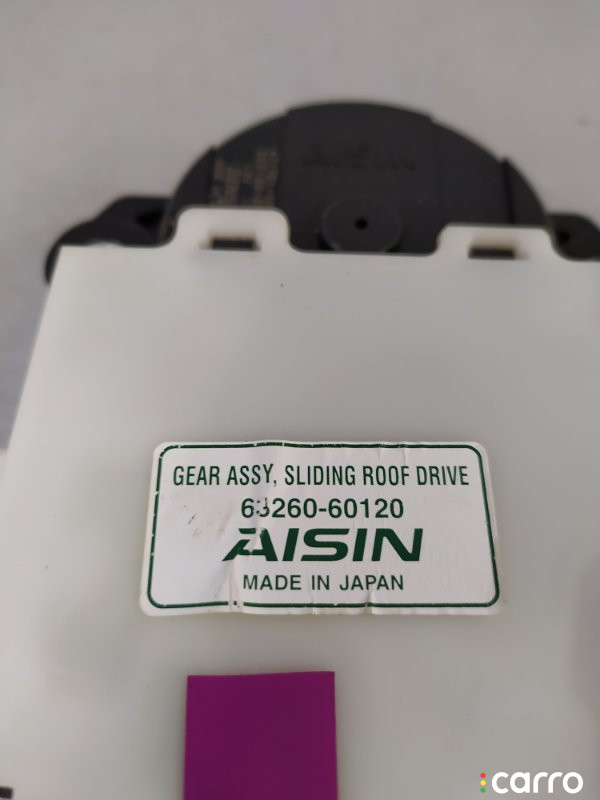 GEAR ASSY, SLIDING ROOF DRIVE
63260-60120
AISIN
MADE IN JAPAN
carro